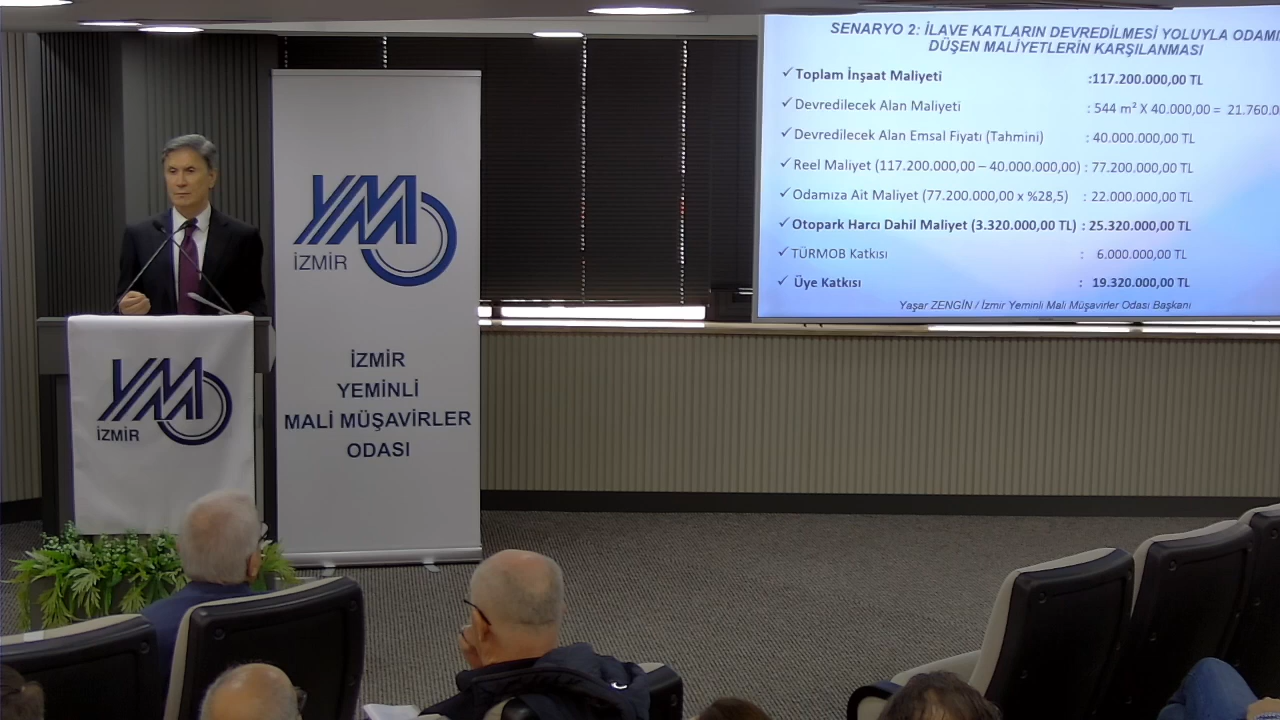 SENARYO 2: İLAVE KATLARIN DEVREDİLMESİ YOLUYLA
DÜŞEN MALİYETLERİN KARŞILANMASI
✓Toplam İnşaat Maliyeti :117.200.000,00 TL
✓Devredilecek Alan Maliyeti : 544 m² X 40.000,00 = 21.760.0
✓Devredilecek Alan Emsal Fiyatı (Tahmini) : 40.000.000,00 TL
✓Reel Maliyet (117.200.000,00 – 40.000.000,00) : 77.200.000,00 TL
✓Odamıza Ait Maliyet (77.200.000,00 x %28,5) : 22.000.000,00 TL
✓Otopark Harcı Dahil Maliyet (3.320.000,00 TL) : 25.320.000,00 TL
✓TÜRMOB Katkısı : 6.000.000,00 TL
✓Üye Katkısı : 19.320.000,00 TL
Yaşar ZENGİN / İzmir Yeminli Mali Müşavirler Odası Başkanı
YMMO
İZMİR
İZMİR
YEMİNLİ
MALİ MÜŞAVİRLER
ODASI
YMMO
İZMİR